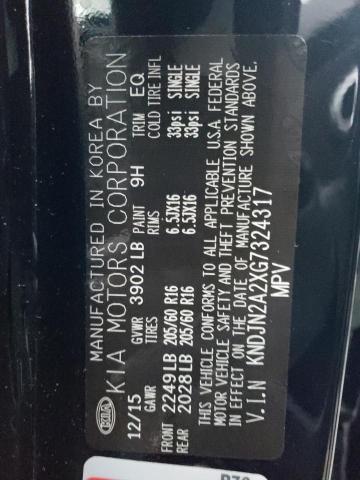 MANUFACTURED IN KOREA BY
KIA KIA MOTORS CORPORATION
12/15 GVWR 3902 LB PAINT 9H TRIM EQ
GAWR TIRES RIMS COLD TIRE INFL
FRONT 2249 LB 205/60 R16 6.5JX16 33psi SINGLE
REAR 2028 LB 205/60 R16 6.5JX16 33psi SINGLE
THIS VEHICLE CONFORMS TO ALL APPLICABLE U.S.A. FEDERAL
MOTOR VEHICLE SAFETY AND THEFT PREVENTION STANDARDS
IN EFFECT ON THE DATE OF MANUFACTURE SHOWN ABOVE.
V.I.N KNDJN2A2XG7324317
MPV